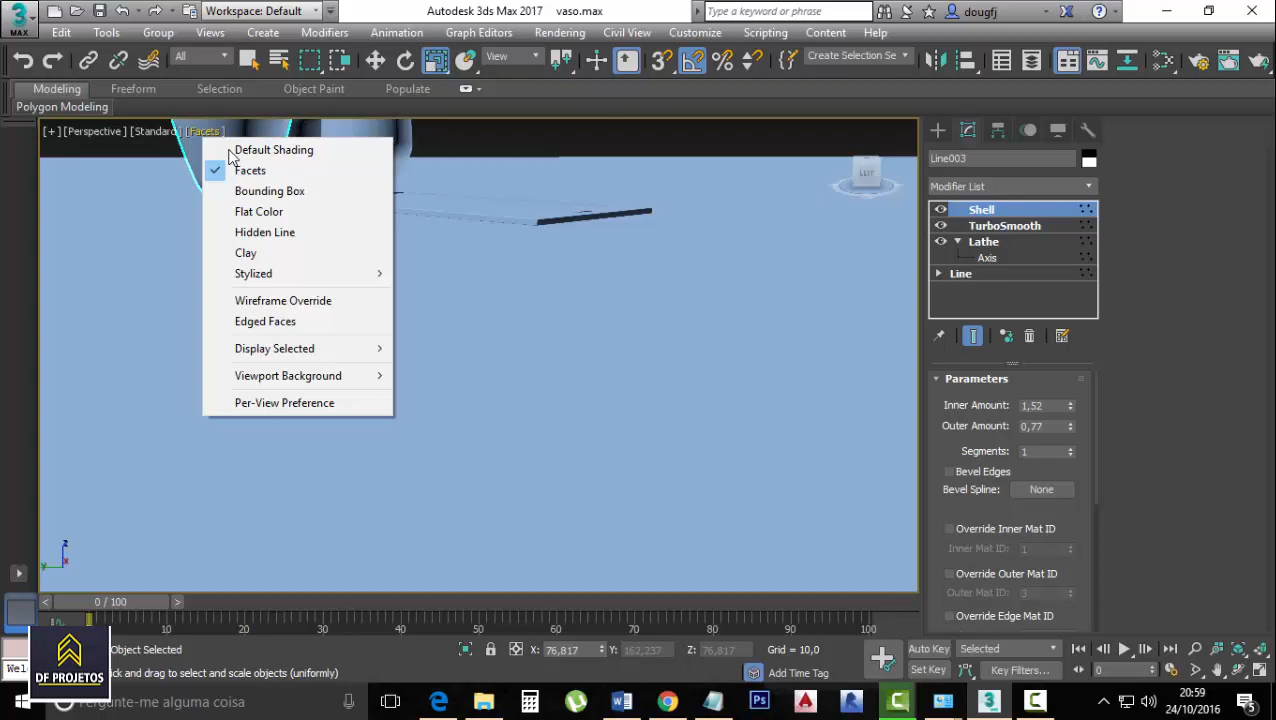 3
MAX
Workspace: Default
Autodesk 3ds Max 2017 vaso.max
Type a keyword or phrase
dougfj
Edit Tools Group Views Create Modifiers Animation Graph Editors Rendering Civil View Customize Scripting Content Help
All
View
Create Selection Se
Modeling Freeform Selection Object Paint Populate
Polygon Modeling
[+] [Perspective] [Standard] [Facets]
Default Shading
Facets
Bounding Box
Flat Color
Hidden Line
Clay
Stylized
Wireframe Override
Edged Faces
Display Selected
Viewport Background
Per-View Preference
Line003
Modifier List
Shell
TurboSmooth
Lathe
Axis
Line
Parameters
Inner Amount: 1,52
Outer Amount: 0,77
Segments: 1
Bevel Edges
Bevel Spline: None
Override Inner Mat ID
Inner Mat ID: 1
Override Outer Mat ID
Outer Mat ID: 3
Override Edge Mat ID
z
y x
0 / 100
10 20 30 40 50 60 70 80 90 100
Object Selected
X: 76,817 Y: 162,237 Z: 76,817 Grid = 10,0
Auto Key Selected
Wel
ck and drag to select and scale objects (uniformly)
Add Time Tag
Set Key Key Filters...
0
DF PROJETOS
Pergunte-me alguma coisa
20:59
24/10/2016
5